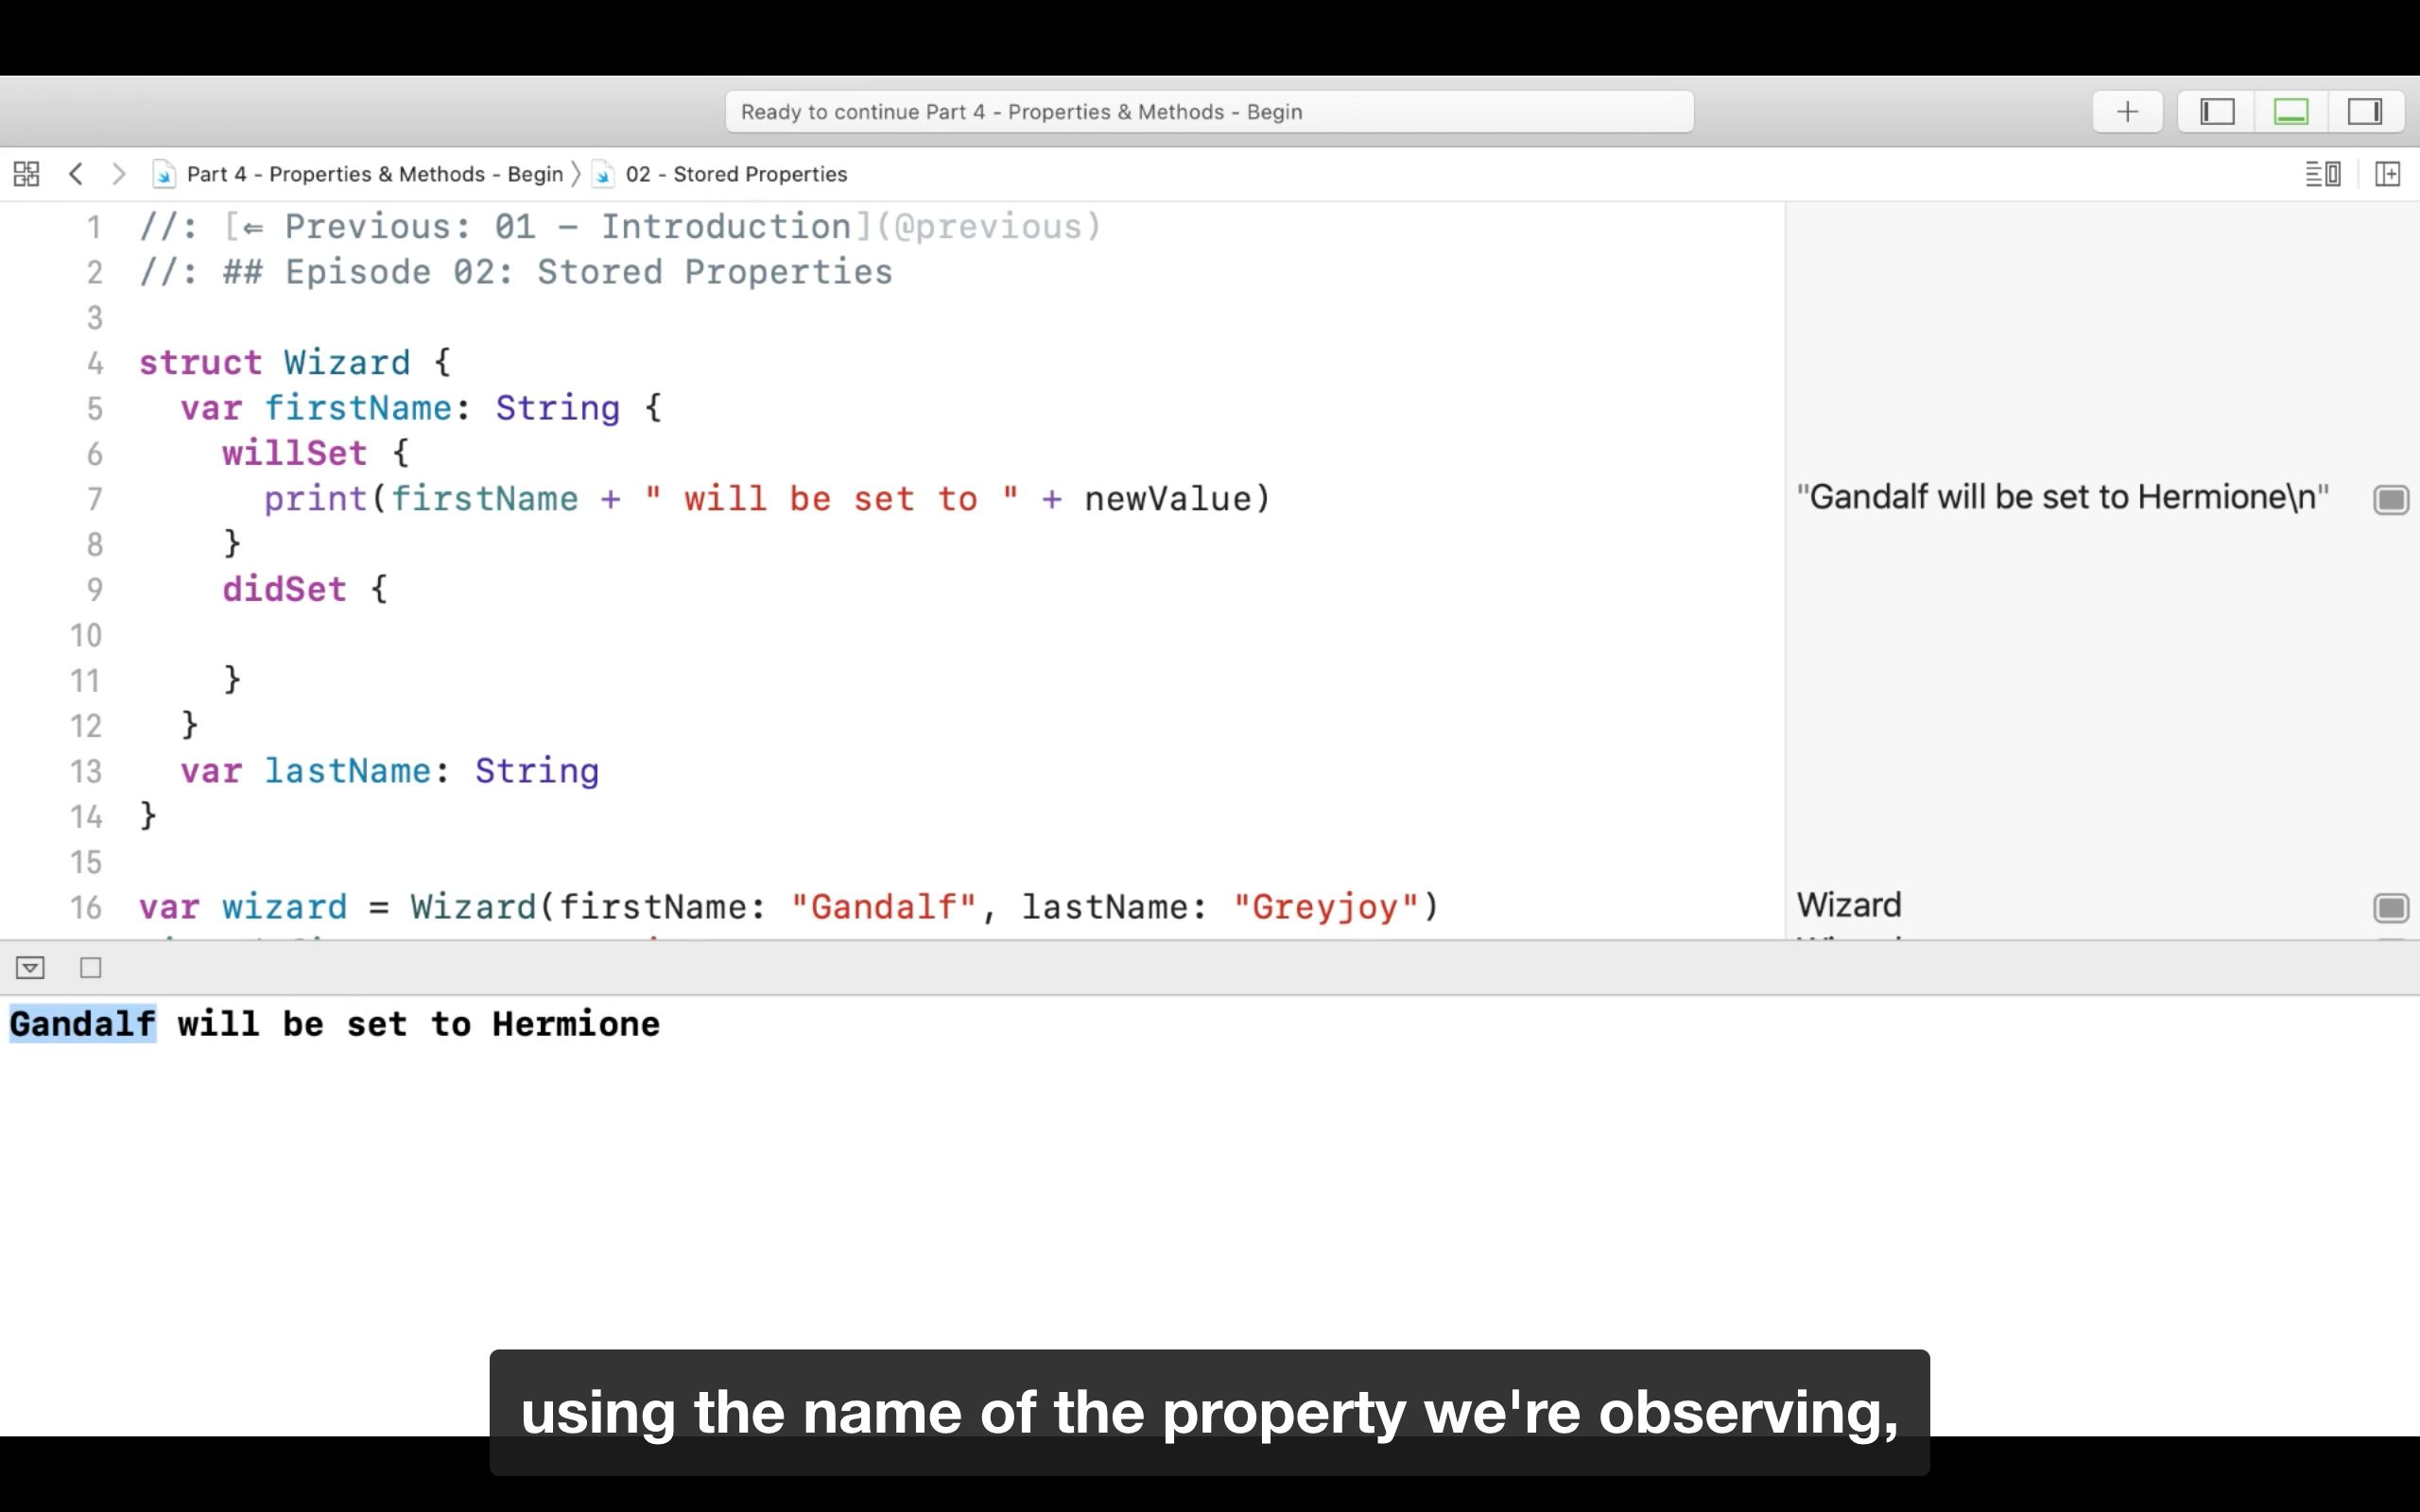 Ready to continue Part 4 - Properties & Methods - Begin
Part 4 - Properties & Methods - Begin 〉 02 - Stored Properties
1 //: [⇐ Previous: 01 – Introduction](@previous)
2 //: ## Episode 02: Stored Properties
3
4 struct Wizard {
5   var firstName: String {
6     willSet {
7       print(firstName + " will be set to " + newValue)
"Gandalf will be set to Hermione\n"
8     }
9     didSet {
10
11     }
12   }
13   var lastName: String
14 }
15
16 var wizard = Wizard(firstName: "Gandalf", lastName: "Greyjoy")
Wizard
Gandalf will be set to Hermione
using the name of the property we're observing,